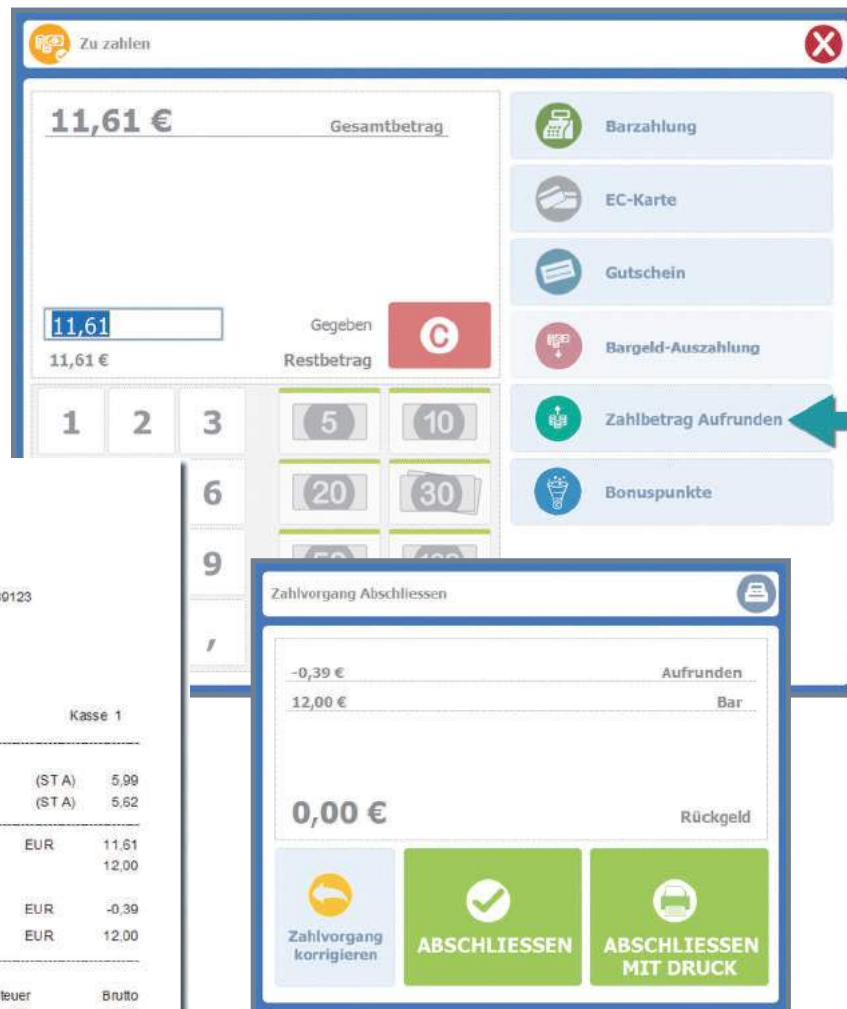 Zu zahlen
11,61 € Gesamtbetrag
11,61 Gegeben
11,61 € Restbetrag
C
1 2 3
6
9
,
5 10
20 30
Barzahlung
EC-Karte
Gutschein
Bargeld-Auszahlung
Zahlbetrag Aufrunden
Bonuspunkte
Kasse 1
(ST A) 5,99
(ST A) 5,62
EUR 11,61
12,00
EUR -0,39
EUR 12,00
Brutto
Zahlvorgang Abschliessen
-0,39 € Aufrunden
12,00 € Bar
0,00 € Rückgeld
Zahlvorgang
korrigieren
ABSCHLIESSEN
ABSCHLIESSEN
MIT DRUCK